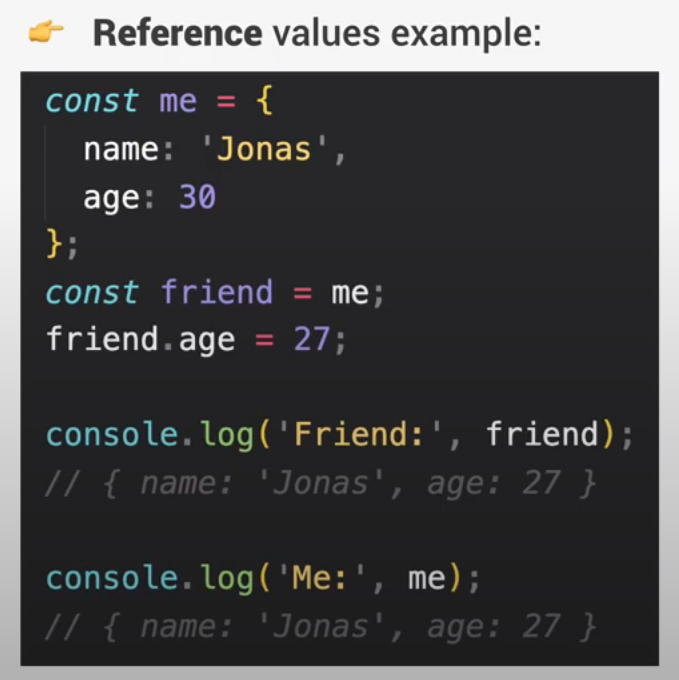 👉 Reference values example:
const me = {
  name: 'Jonas',
  age: 30
};
const friend = me;
friend.age = 27;

console.log('Friend:', friend);
// { name: 'Jonas', age: 27 }

console.log('Me:', me);
// { name: 'Jonas', age: 27 }